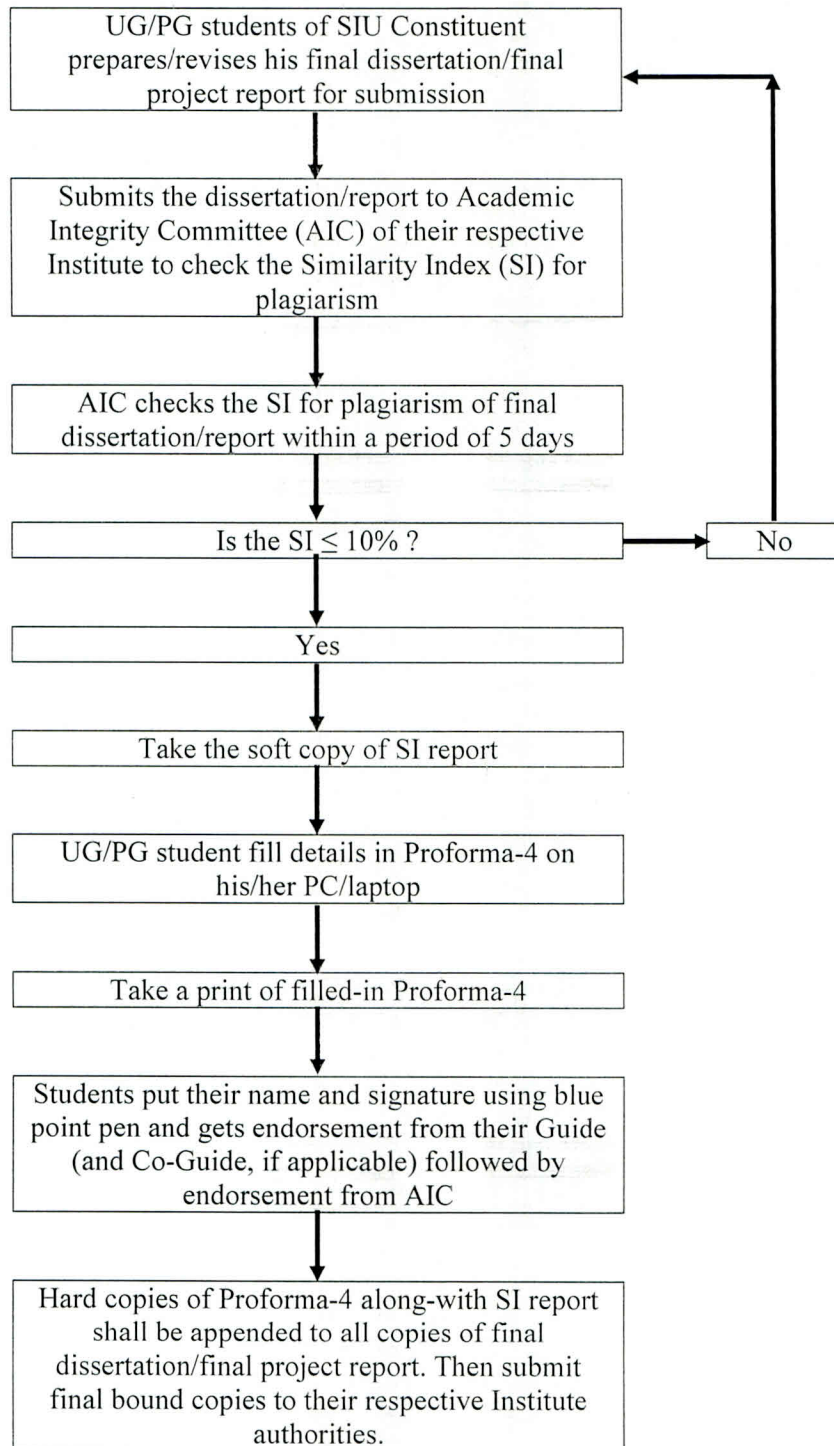 UG/PG students of SIU Constituent
prepares/revises his final dissertation/final
project report for submission
Submits the dissertation/report to Academic
Integrity Committee (AIC) of their respective
Institute to check the Similarity Index (SI) for
plagiarism
AIC checks the SI for plagiarism of final
dissertation/report within a period of 5 days
Is the SI ≤ 10% ?
No
Yes
Take the soft copy of SI report
UG/PG student fill details in Proforma-4 on
his/her PC/laptop
Take a print of filled-in Proforma-4
Students put their name and signature using blue
point pen and gets endorsement from their Guide
(and Co-Guide, if applicable) followed by
endorsement from AIC
Hard copies of Proforma-4 along-with SI report
shall be appended to all copies of final
dissertation/final project report. Then submit
final bound copies to their respective Institute
authorities.